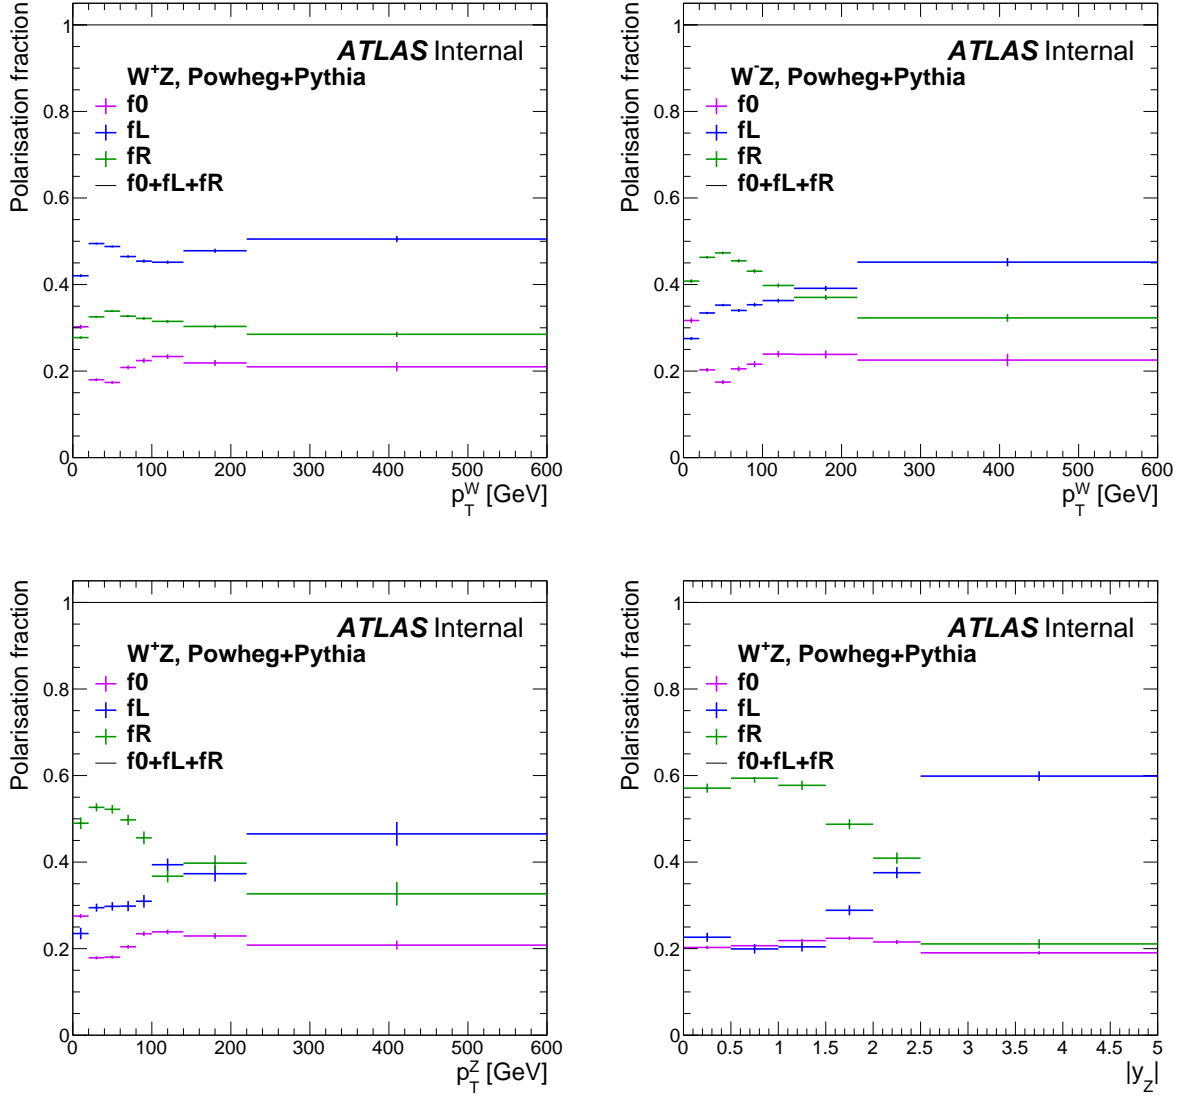 Polarisation fraction
1
0.8
0.6
0.4
0.2
0
ATLAS Internal
W⁺Z, Powheg+Pythia
f0
fL
fR
f0+fL+fR
0 100 200 300 400 500 600
p_T^W [GeV]
Polarisation fraction
1
0.8
0.6
0.4
0.2
0
ATLAS Internal
W⁻Z, Powheg+Pythia
f0
fL
fR
f0+fL+fR
0 100 200 300 400 500 600
p_T^W [GeV]
Polarisation fraction
1
0.8
0.6
0.4
0.2
0
ATLAS Internal
W⁺Z, Powheg+Pythia
f0
fL
fR
f0+fL+fR
0 100 200 300 400 500 600
p_T^Z [GeV]
Polarisation fraction
1
0.8
0.6
0.4
0.2
0
ATLAS Internal
W⁺Z, Powheg+Pythia
f0
fL
fR
f0+fL+fR
0 0.5 1 1.5 2 2.5 3 3.5 4 4.5 5
|y_Z|